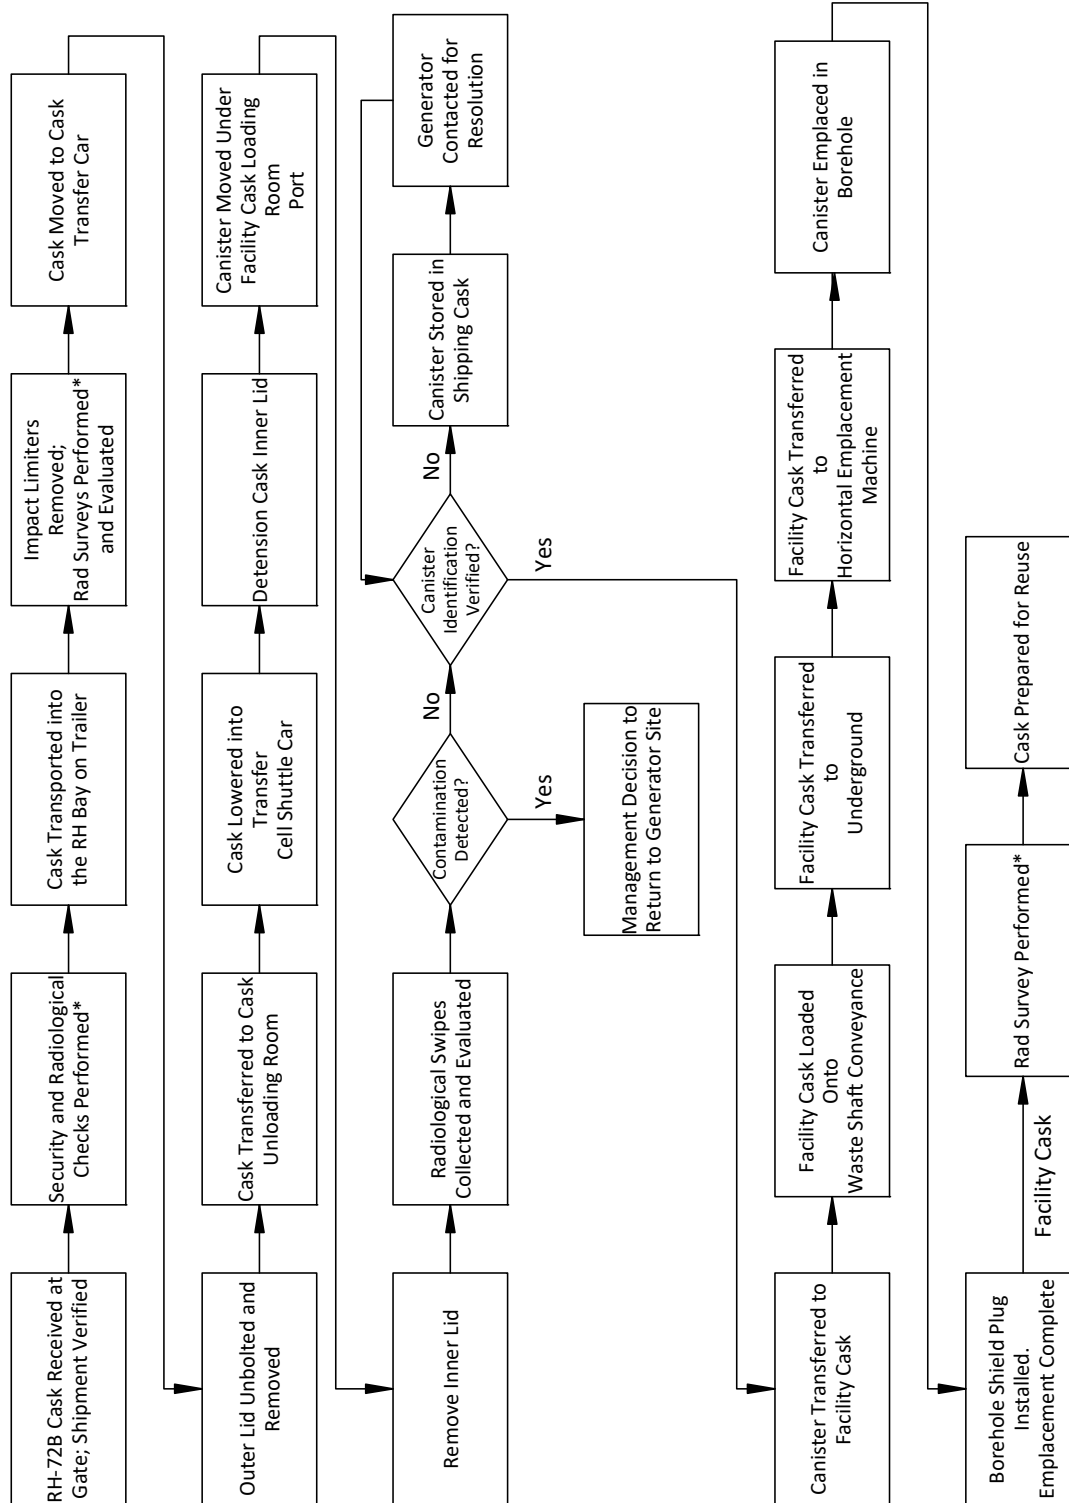 RH-72B Cask Received at
Gate; Shipment Verified
Security and Radiological
Checks Performed*
Cask Transported into
the RH Bay on Trailer
Impact Limiters
Removed;
Rad Surveys Performed*
and Evaluated
Cask Moved to Cask
Transfer Car
Outer Lid Unbolted and
Removed
Cask Transferred to Cask
Unloading Room
Cask Lowered into
Transfer
Cell Shuttle Car
Detension Cask Inner Lid
Canister Moved Under
Facility Cask Loading
Room
Port
Remove Inner Lid
Radiological Swipes
Collected and Evaluated
Contamination
Detected?
No
Yes
Management Decision to
Return to Generator Site
Canister
Identification
Verified?
No
Yes
Canister Stored in
Shipping Cask
Generator
Contacted for
Resolution
Canister Transferred to
Facility Cask
Facility Cask Loaded
Onto
Waste Shaft Conveyance
Facility Cask Transferred
to
Underground
Facility Cask Transferred
to
Horizontal Emplacement
Machine
Canister Emplaced in
Borehole
Borehole Shield Plug
Installed.
Emplacement Complete
Facility Cask
Rad Survey Performed*
Cask Prepared for Reuse